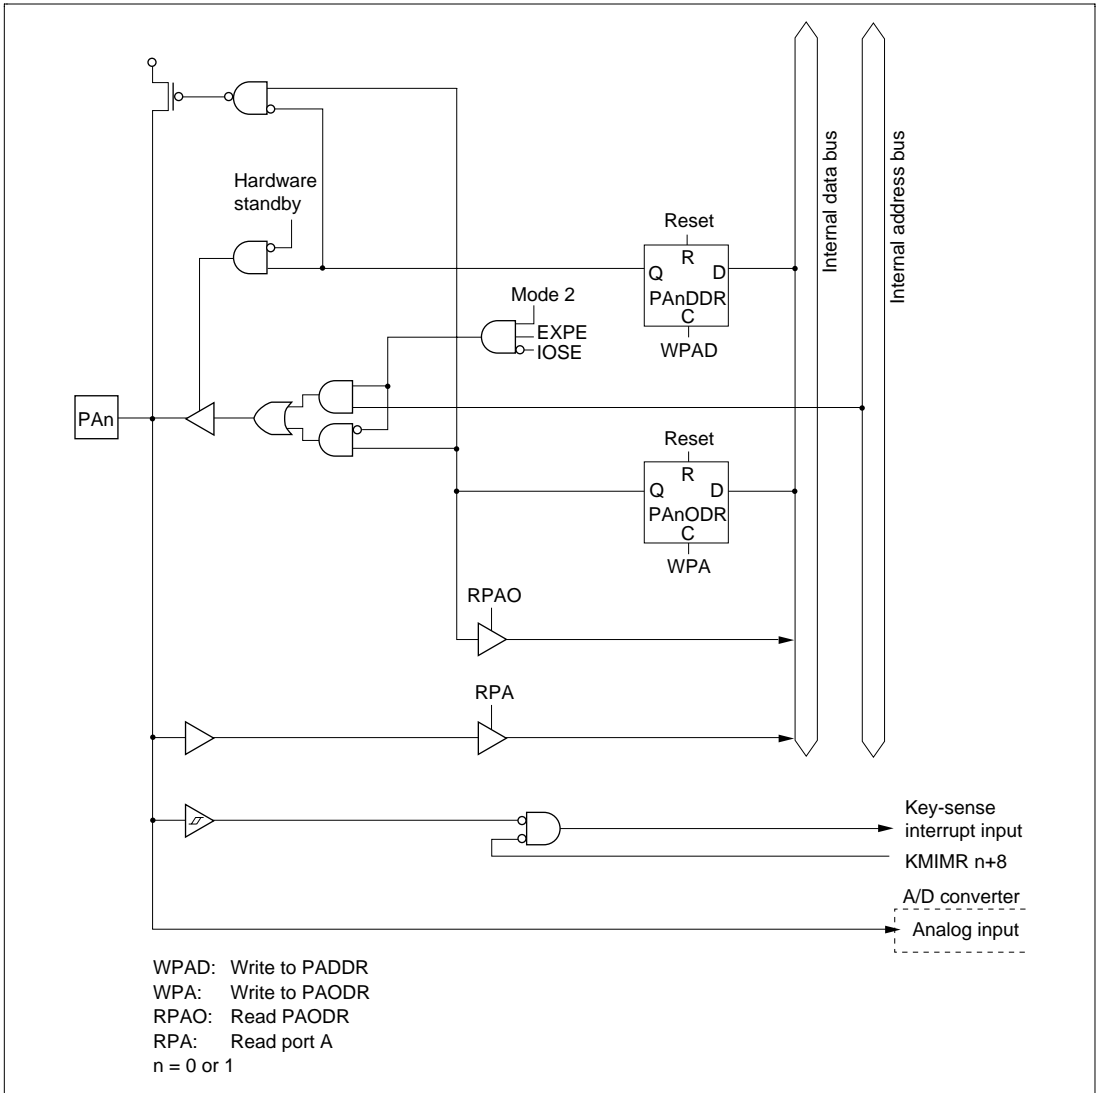 Hardware
standby
Internal data bus
Internal address bus
Reset
R
Q D
PAnDDR
C
WPAD
Mode 2
EXPE
IOSE
PAn
Reset
R
Q D
PAnODR
C
WPA
RPAO
RPA
Key-sense
interrupt input
KMIMR n+8
A/D converter
Analog input
WPAD: Write to PADDR
WPA: Write to PAODR
RPAO: Read PAODR
RPA: Read port A
n = 0 or 1